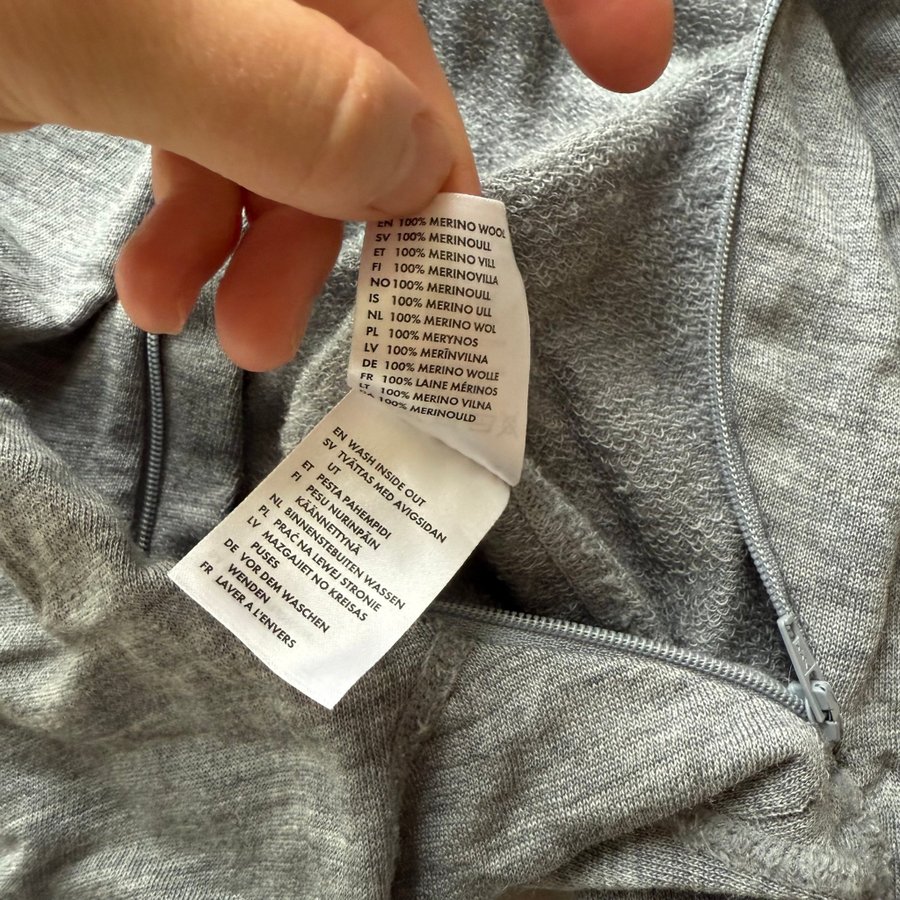 EN 100% MERINO WOOL
SV 100% MERINOULL
ET 100% MERINO VILL
FI 100% MERINOVILLA
NO 100% MERINOULL
IS 100% MERINO ULL
NL 100% MERINO WOL
PL 100% MERYNOS
LV 100% MERĪNVILNA
DE 100% MERINO WOLLE
FR 100% LAINE MÉRINOS
LT 100% MERINO VILNA
100% MERINOULD
EN WASH INSIDE OUT
SV TVÄTTAS MED AVIGSIDAN
UT
ET PESTA PAHEMPIDI
FI PESU NURINPÄIN
KÄÄNNETTYNÄ
NL BINNENSTEBUITEN WASSEN
PL PRAĆ NA LEWEJ STRONIE
LV MAZGAJIET NO KREISAS
PUSES
DE VOR DEM WASCHEN
WENDEN
FR LAVER A L'ENVERS